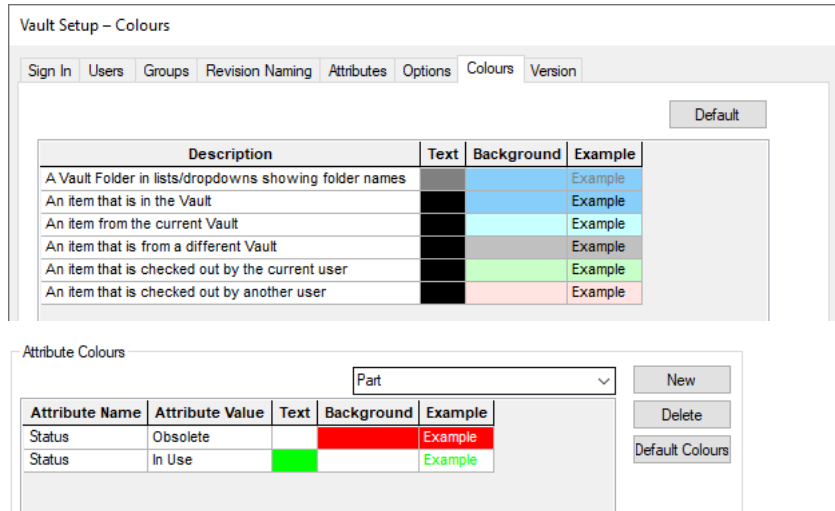 Vault Setup – Colours
Sign In Users Groups Revision Naming Attributes Options Colours Version
Default
Description Text Background Example
A Vault Folder in lists/dropdowns showing folder names Example
An item that is in the Vault Example
An item from the current Vault Example
An item that is from a different Vault Example
An item that is checked out by the current user Example
An item that is checked out by another user Example
Attribute Colours
Part New
Attribute Name Attribute Value Text Background Example Delete
Status Obsolete Example
Default Colours
Status In Use Example